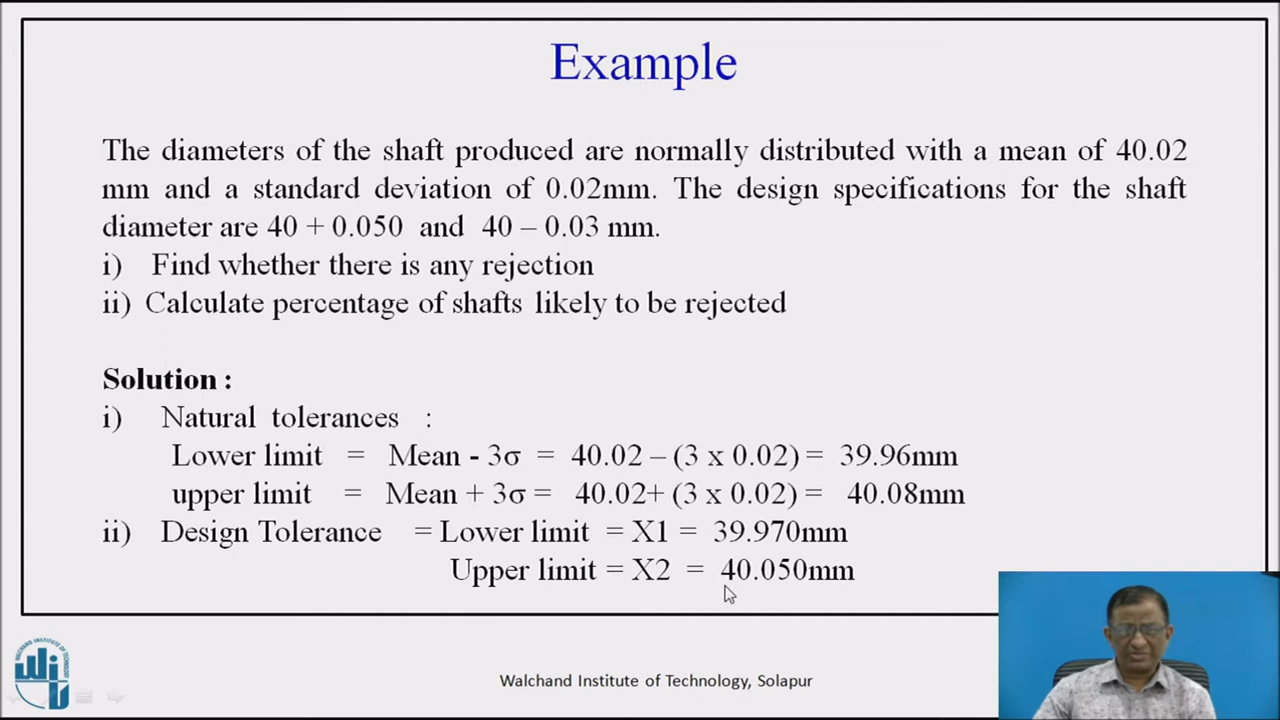 Example
The diameters of the shaft produced are normally distributed with a mean of 40.02
mm and a standard deviation of 0.02mm. The design specifications for the shaft
diameter are 40 + 0.050 and 40 – 0.03 mm.
i) Find whether there is any rejection
ii) Calculate percentage of shafts likely to be rejected
Solution :
i) Natural tolerances :
Lower limit = Mean - 3σ = 40.02 – (3 x 0.02) = 39.96mm
upper limit = Mean + 3σ = 40.02+ (3 x 0.02) = 40.08mm
ii) Design Tolerance = Lower limit = X1 = 39.970mm
Upper limit = X2 = 40.050mm
WALCHAND INSTITUTE OF TECHNOLOGY
WIT
Walchand Institute of Technology, Solapur